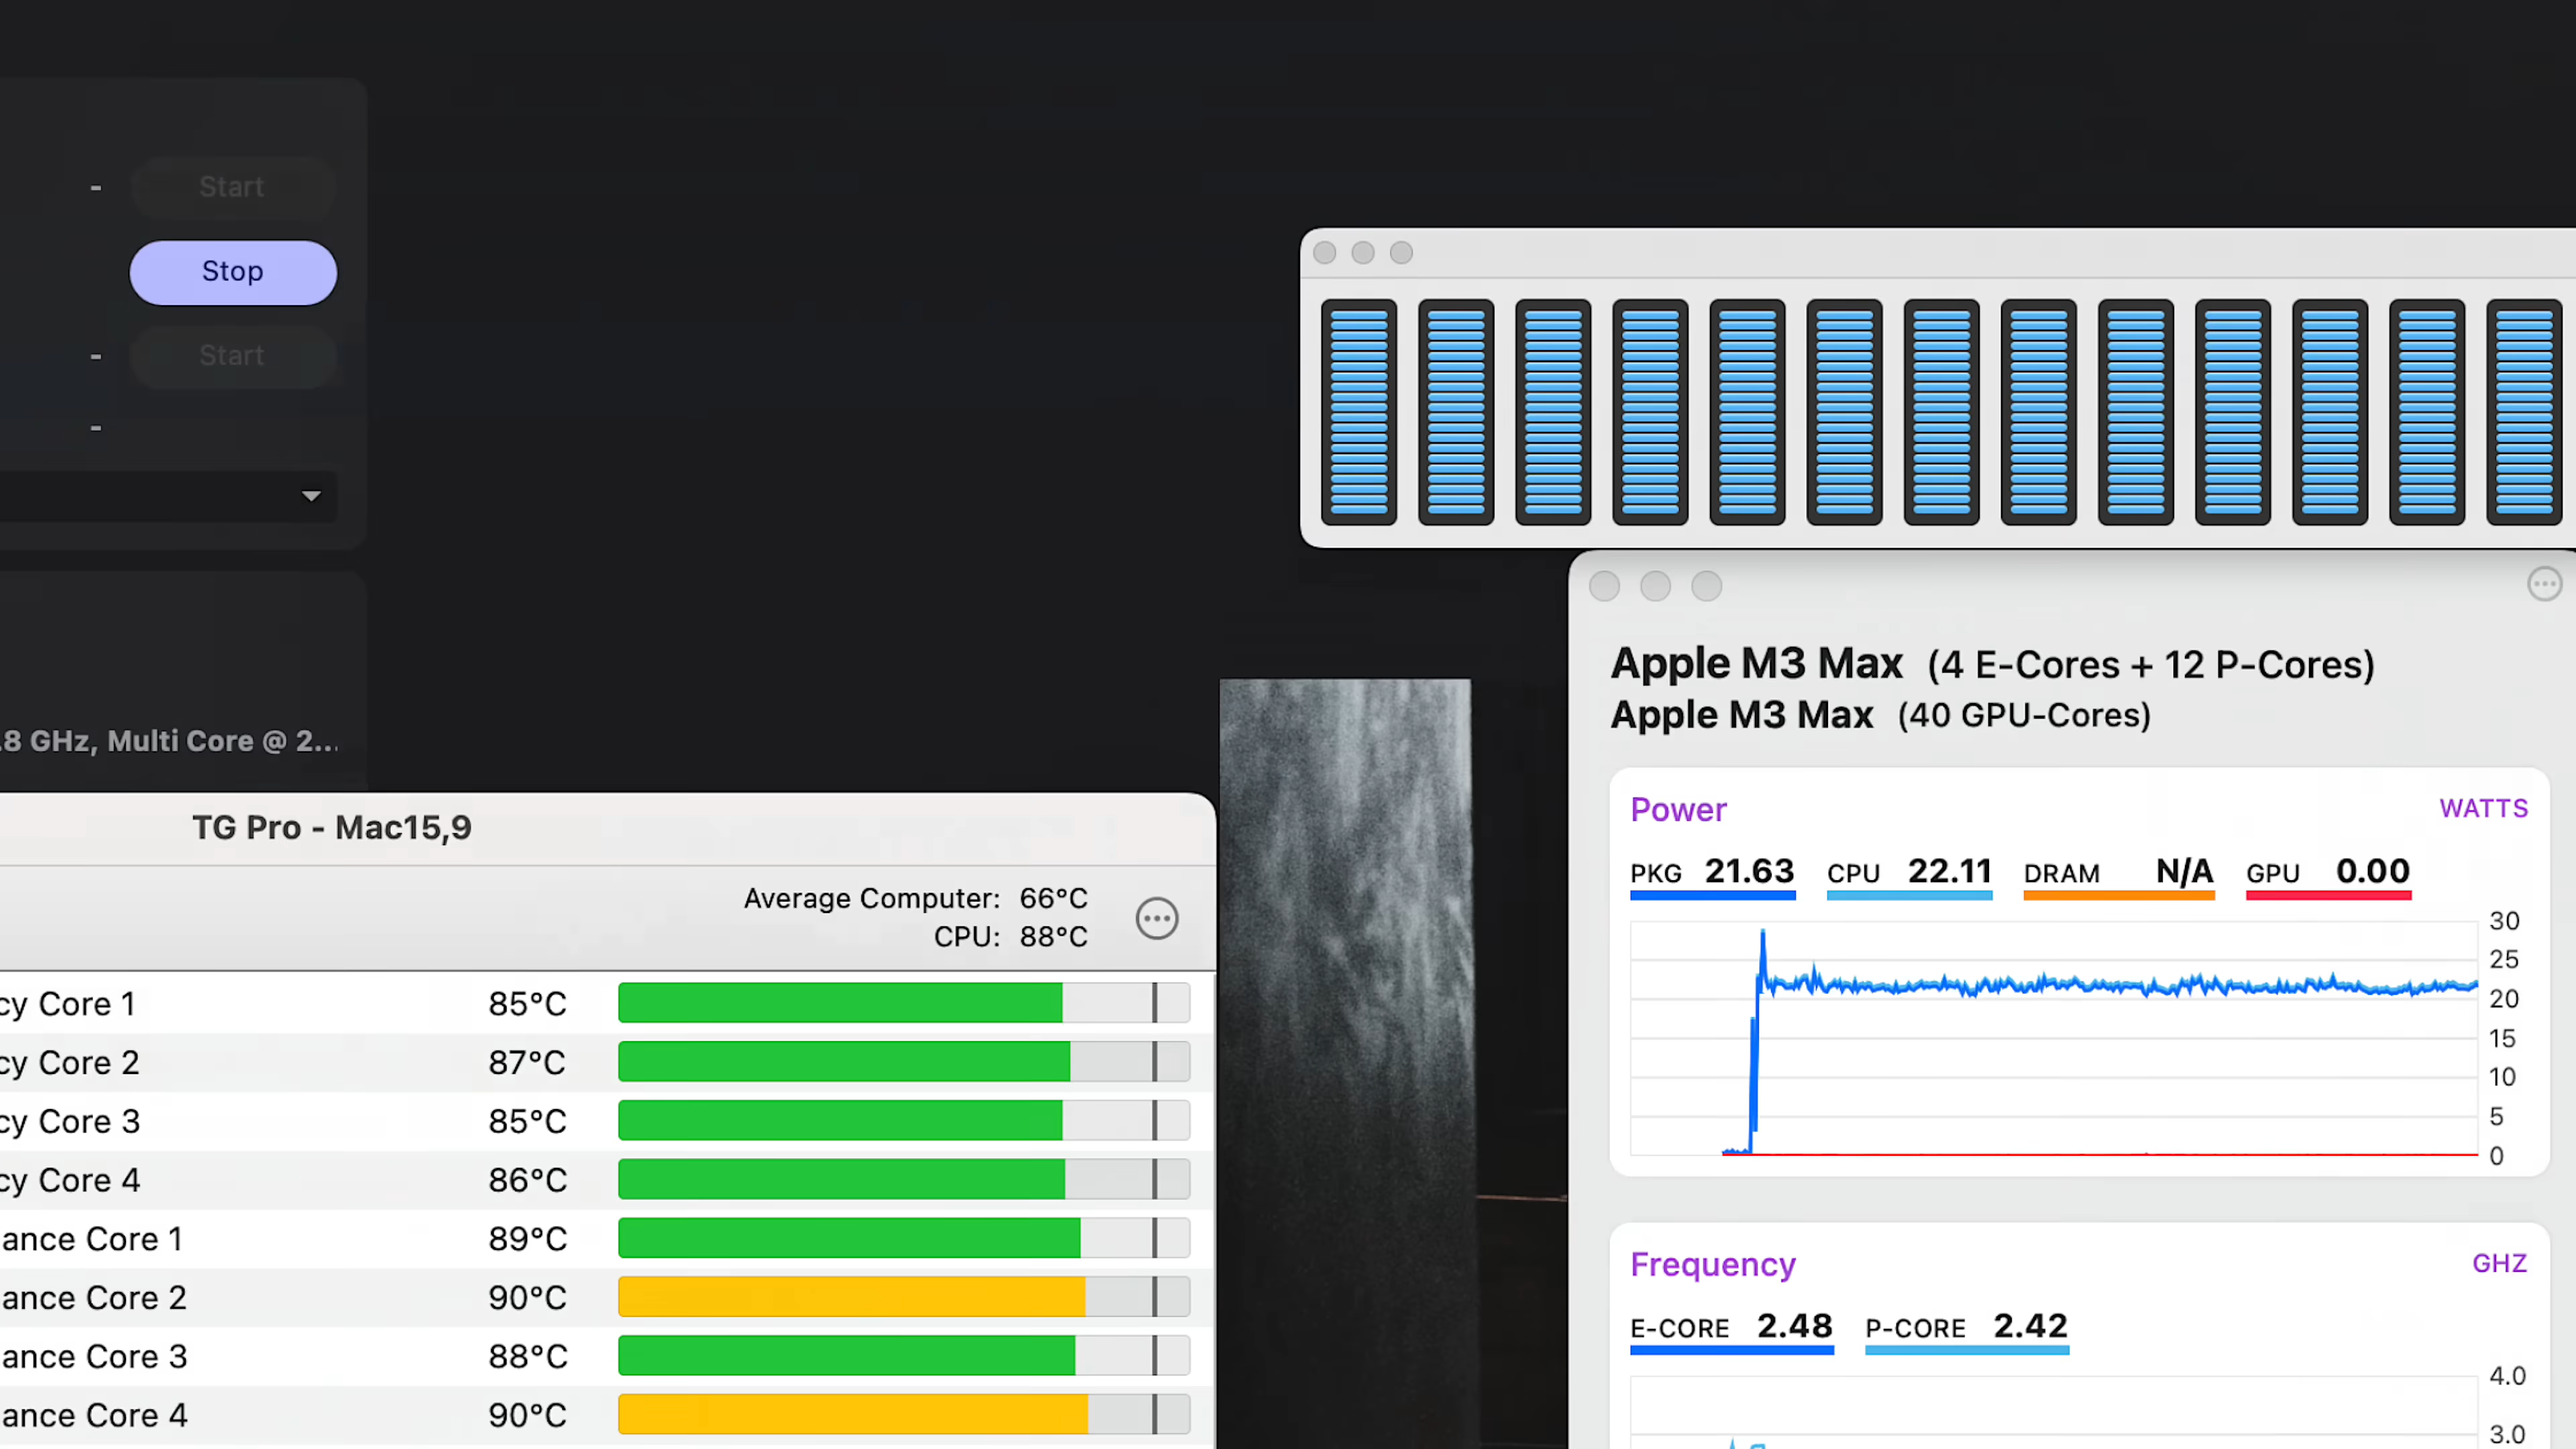 - Start
Stop
- Start
-
.8 GHz, Multi Core @ 2...
TG Pro - Mac15,9
Average Computer: 66°C
CPU: 88°C
cy Core 1 85°C
cy Core 2 87°C
cy Core 3 85°C
cy Core 4 86°C
ance Core 1 89°C
ance Core 2 90°C
ance Core 3 88°C
ance Core 4 90°C
Apple M3 Max (4 E-Cores + 12 P-Cores)
Apple M3 Max (40 GPU-Cores)
Power WATTS
PKG 21.63 CPU 22.11 DRAM N/A GPU 0.00
30
25
20
15
10
5
0
Frequency GHZ
E-CORE 2.48 P-CORE 2.42
4.0
3.0